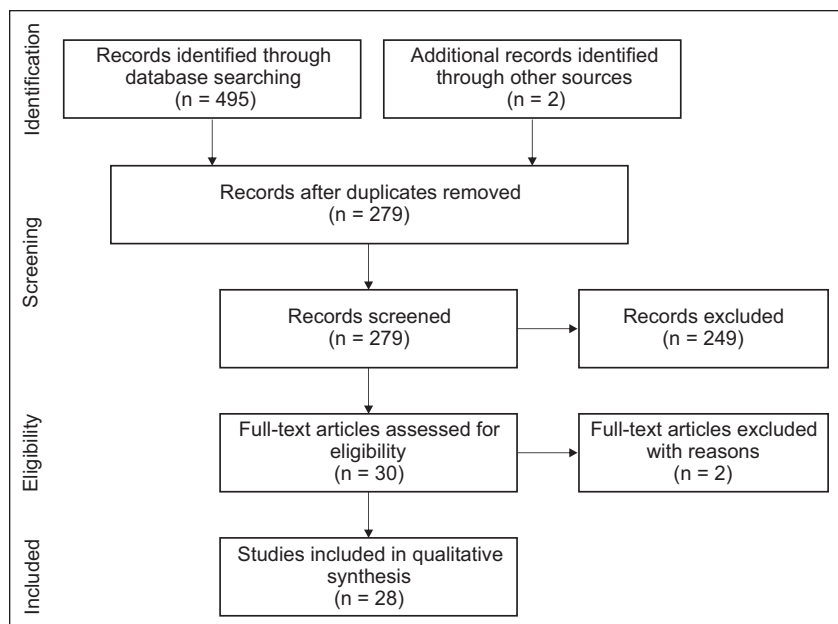 Identification
Records identified through
database searching
(n = 495)
Additional records identified
through other sources
(n = 2)
Screening
Records after duplicates removed
(n = 279)
Records screened
(n = 279)
Records excluded
(n = 249)
Eligibility
Full-text articles assessed for
eligibility
(n = 30)
Full-text articles excluded
with reasons
(n = 2)
Included
Studies included in qualitative
synthesis
(n = 28)